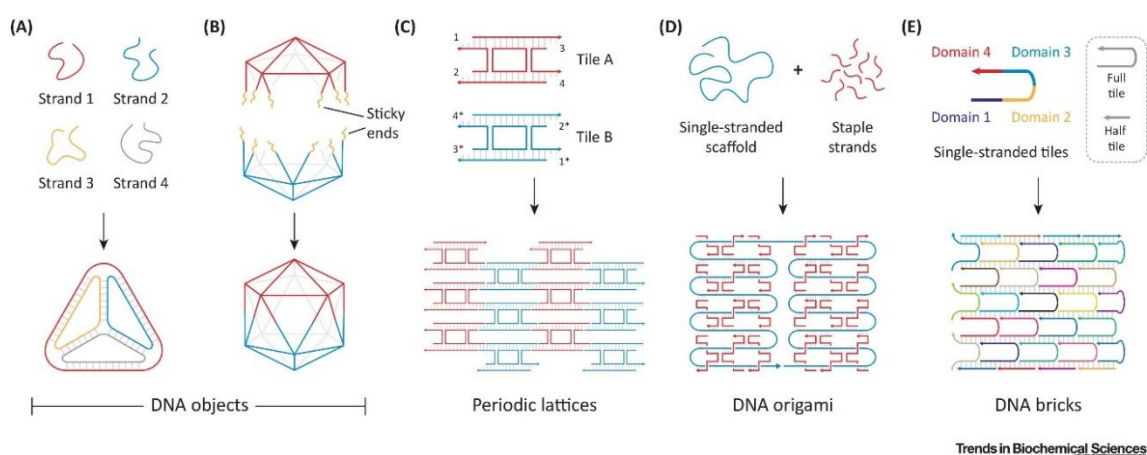 (A)
Strand 1
Strand 2
Strand 3
Strand 4
(B)
Sticky
ends
DNA objects
(C)
1
3
2
4
Tile A
4*
2*
3*
1*
Tile B
Periodic lattices
(D)
+
Single-stranded
scaffold
Staple
strands
DNA origami
(E)
Domain 4
Domain 3
Domain 1
Domain 2
Single-stranded tiles
Full
tile
Half
tile
DNA bricks
Trends in Biochemical Sciences